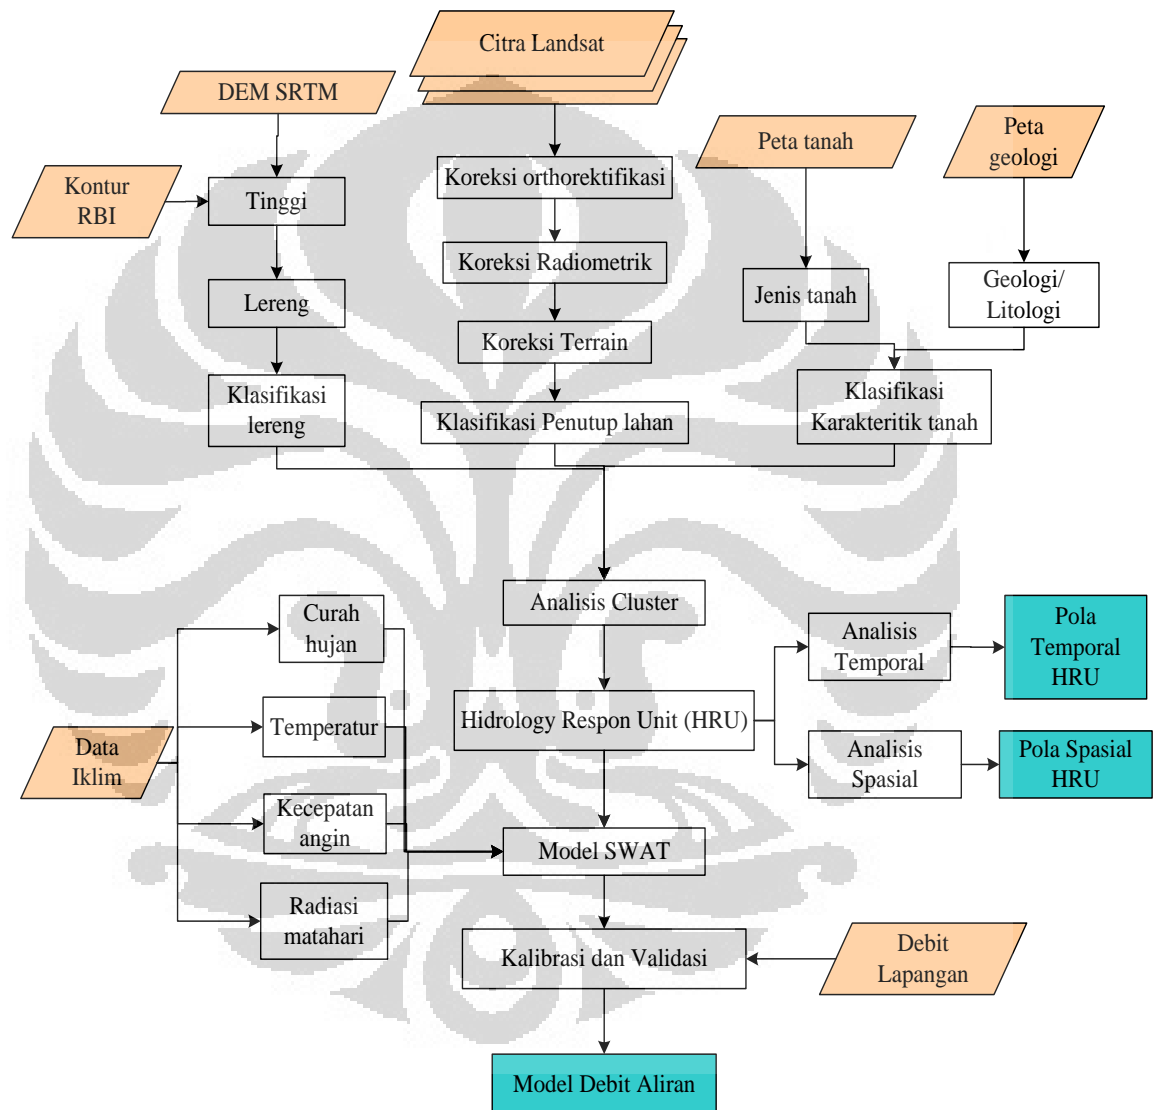 Citra Landsat
DEM SRTM
Peta tanah
Peta
geologi
Kontur
RBI
Tinggi
Koreksi orthorektifikasi
Koreksi Radiometrik
Jenis tanah
Geologi/
Litologi
Lereng
Koreksi Terrain
Klasifikasi
lereng
Klasifikasi Penutup lahan
Klasifikasi
Karakteritik tanah
Analisis Cluster
Curah
hujan
Analisis
Temporal
Pola
Temporal
HRU
Temperatur
Hidrology Respon Unit (HRU)
Data
Iklim
Analisis
Spasial
Pola Spasial
HRU
Kecepatan
angin
Model SWAT
Radiasi
matahari
Kalibrasi dan Validasi
Debit
Lapangan
Model Debit Aliran